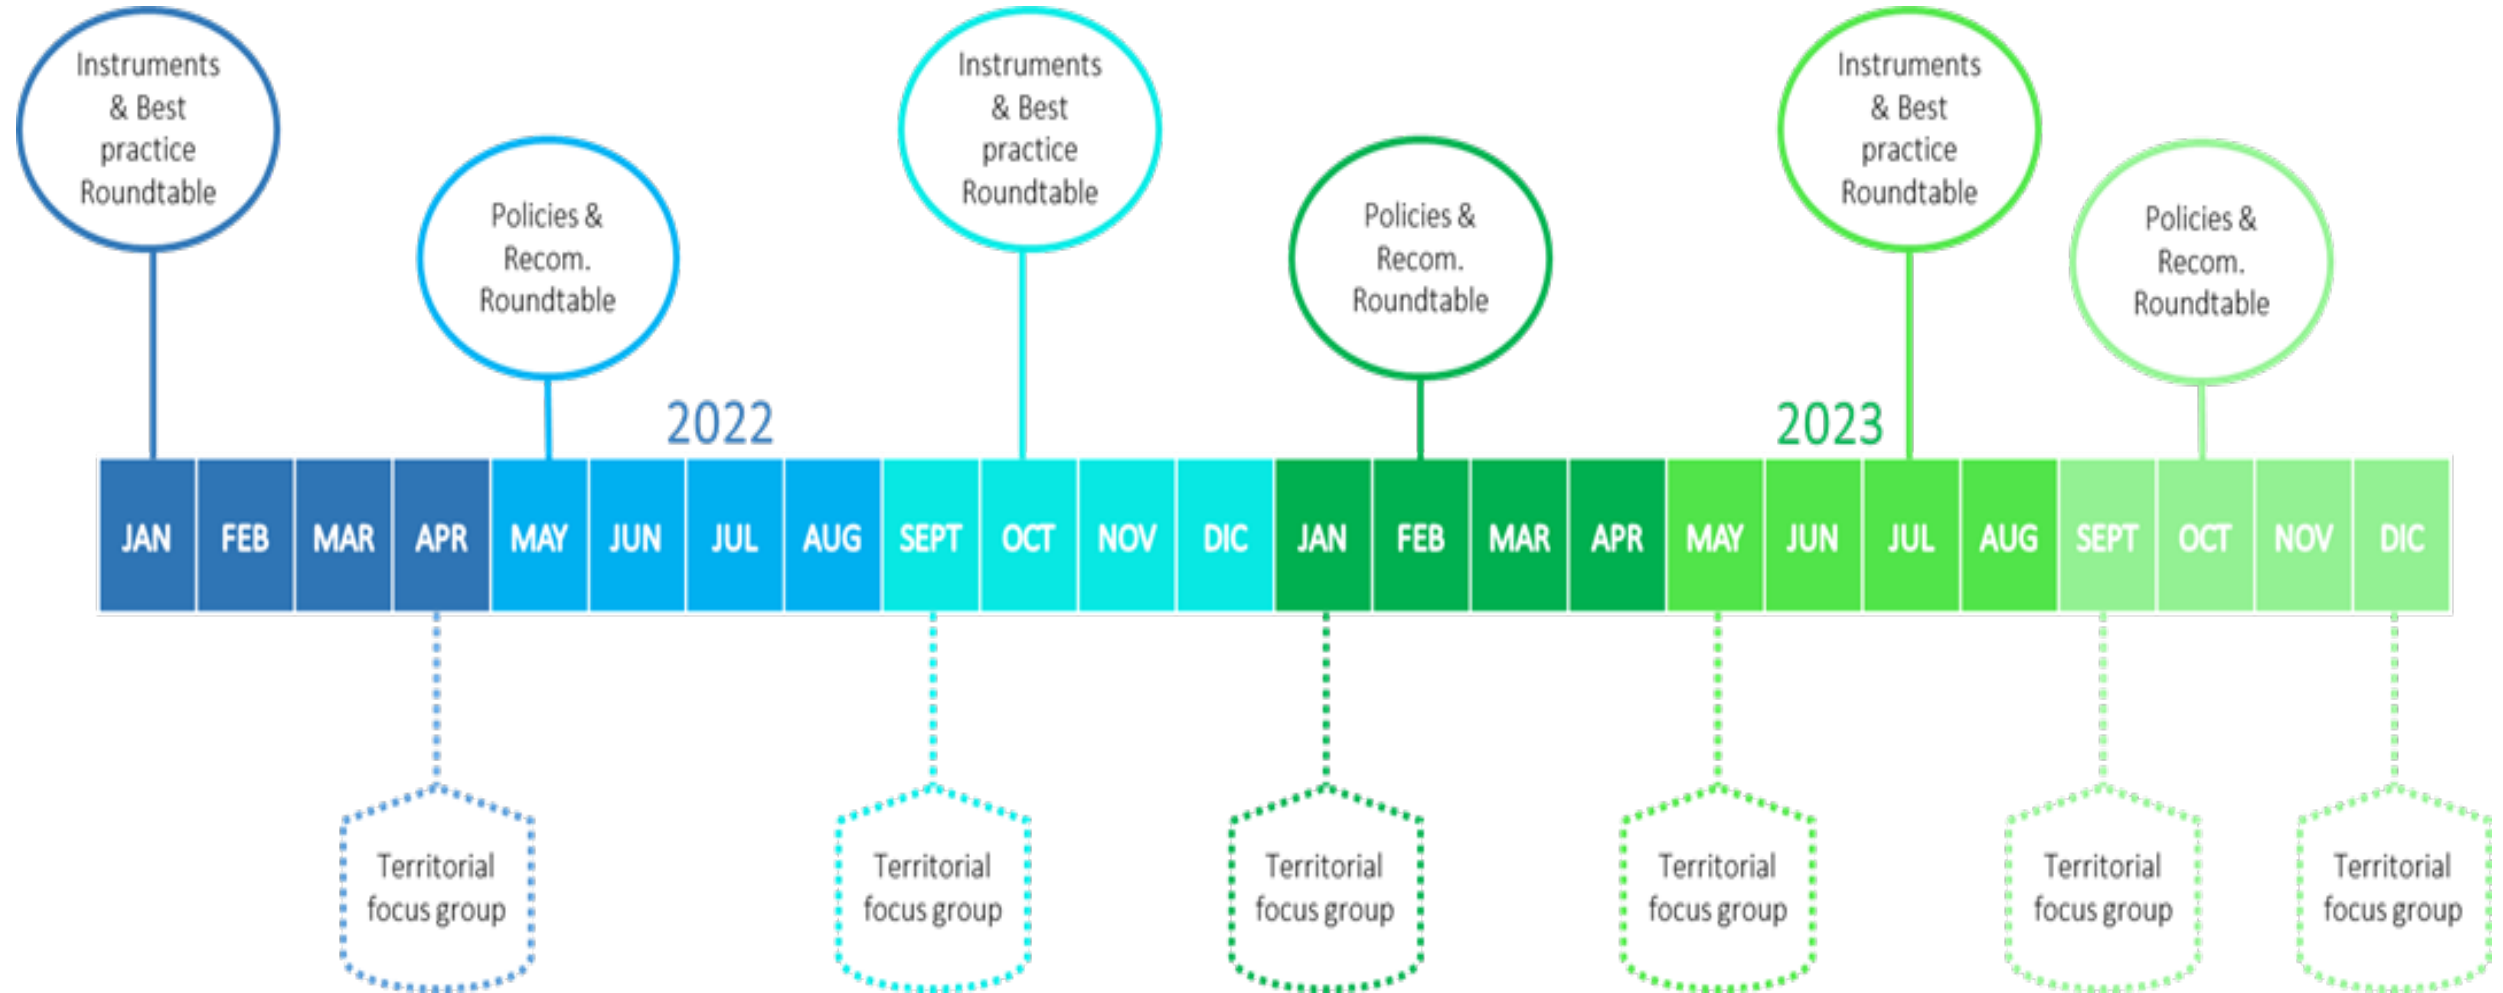 Instruments
& Best
practice
Roundtable
Policies &
Recom.
Roundtable
Instruments
& Best
practice
Roundtable
Policies &
Recom.
Roundtable
Instruments
& Best
practice
Roundtable
Policies &
Recom.
Roundtable
2022
2023
JAN FEB MAR APR MAY JUN JUL AUG SEPT OCT NOV DIC JAN FEB MAR APR MAY JUN JUL AUG SEPT OCT NOV DIC
Territorial
focus group
Territorial
focus group
Territorial
focus group
Territorial
focus group
Territorial
focus group
Territorial
focus group